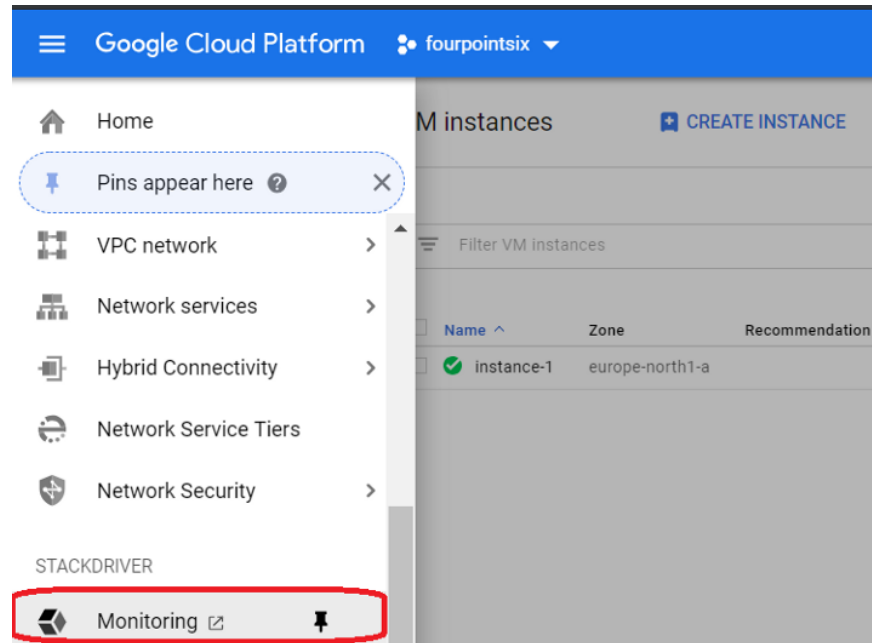 Google Cloud Platform fourpointsix
Home
Pins appear here
VPC network
Network services
Hybrid Connectivity
Network Service Tiers
Network Security
STACKDRIVER
Monitoring
M instances CREATE INSTANCE
Filter VM instances
Name Zone Recommendation
instance-1 europe-north1-a